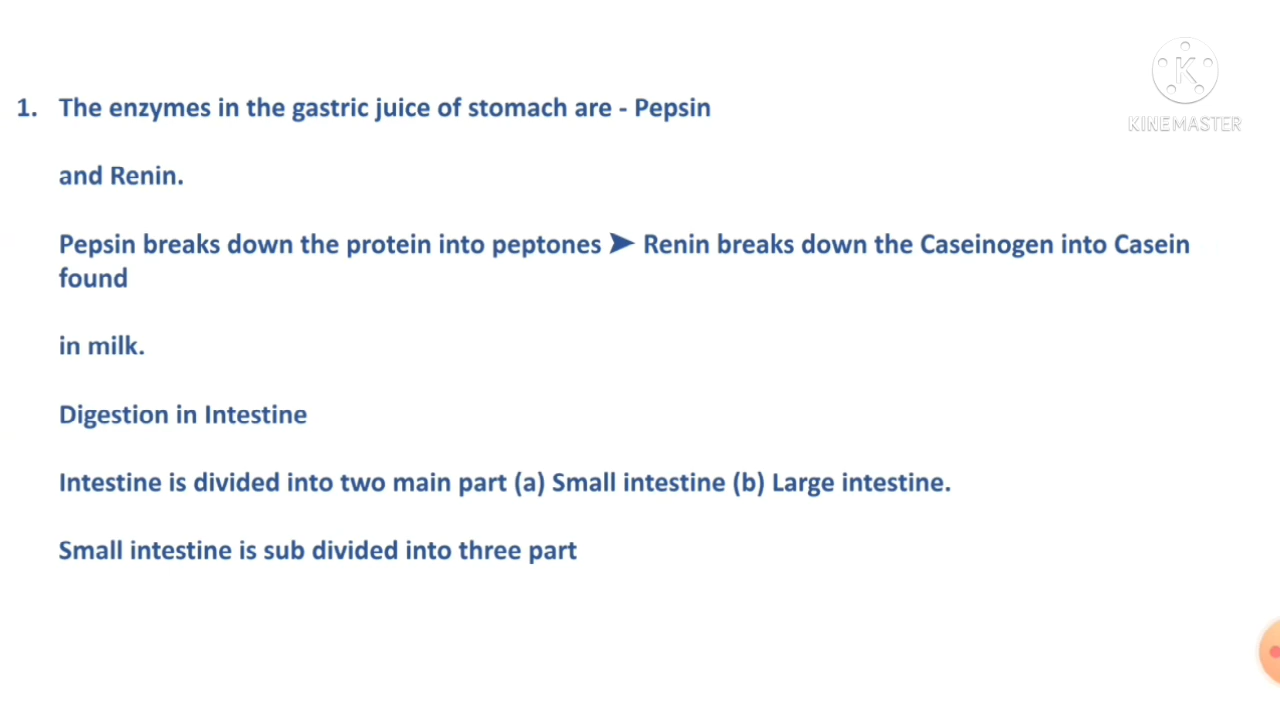 KINEMASTER
1. The enzymes in the gastric juice of stomach are - Pepsin
and Renin.
Pepsin breaks down the protein into peptones ➤ Renin breaks down the Caseinogen into Casein
found
in milk.
Digestion in Intestine
Intestine is divided into two main part (a) Small intestine (b) Large intestine.
Small intestine is sub divided into three part